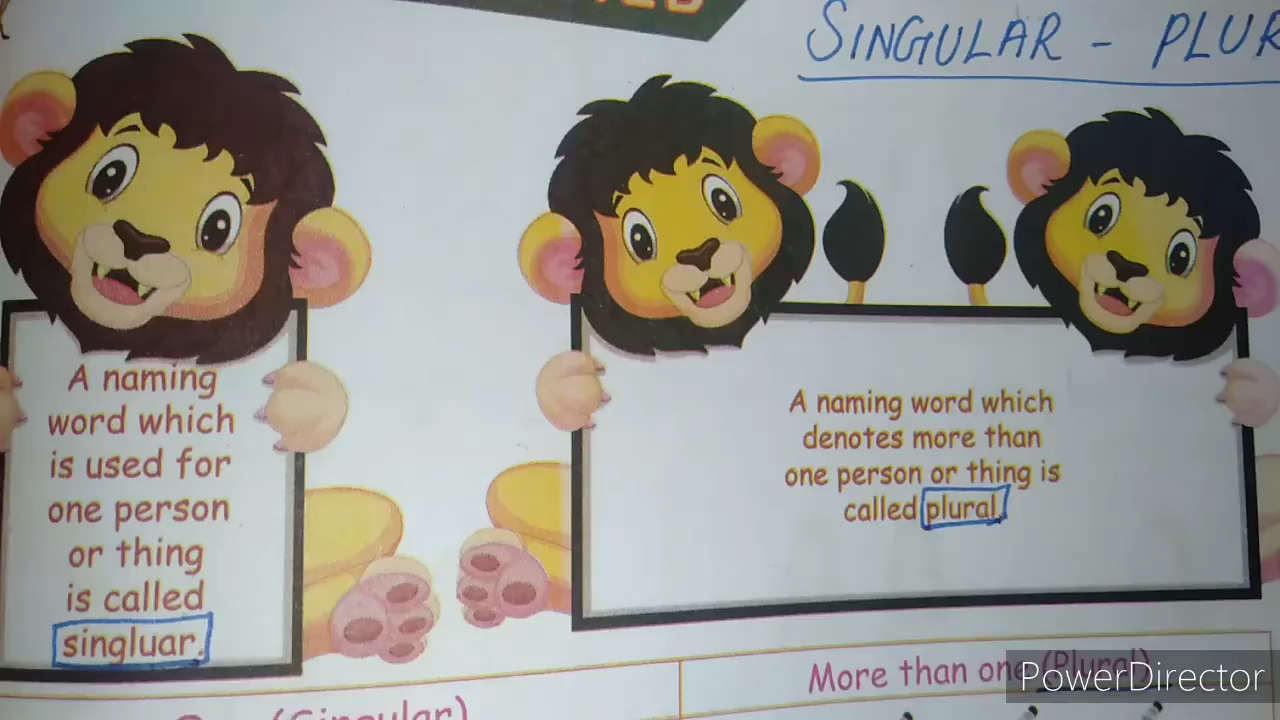 SINGULAR - PLUR
A naming
word which
is used for
one person
or thing
is called
singluar.
A naming word which
denotes more than
one person or thing is
called plural.
(Singular)
More than one (Plural)
PowerDirector